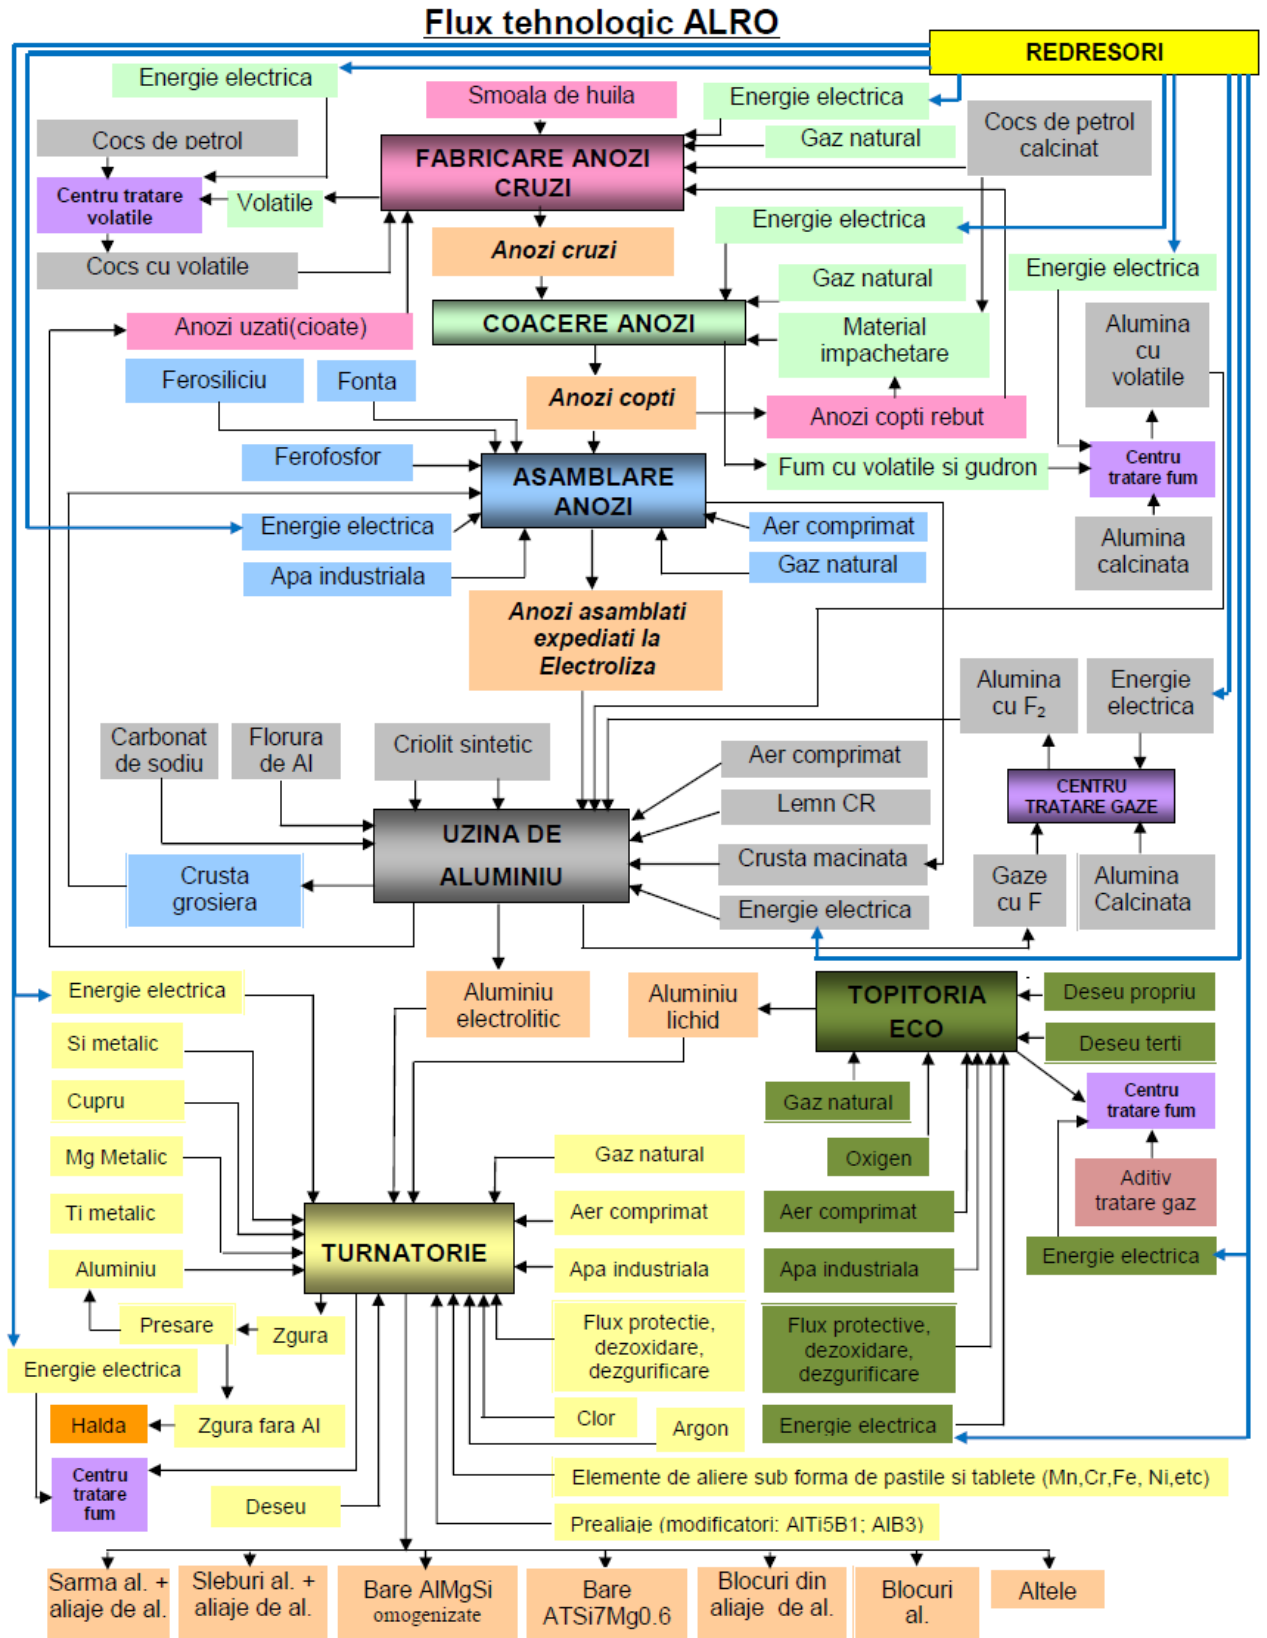 Flux tehnologic ALRO
REDRESORI
Energie electrica
Smoala de huila
Energie electrica
Cocs de petrol
calcinat
Cocs de petrol
Gaz natural
FABRICARE ANOZI
CRUZI
Centru tratare
volatile
Volatile
Energie electrica
Anozi cruzi
Cocs cu volatile
Gaz natural
Energie electrica
Anozi uzati(cioate)
COACERE ANOZI
Material
impachetare
Alumina
cu
volatile
Ferosiliciu
Fonta
Anozi copti
Anozi copti rebut
Ferofosfor
ASAMBLARE
ANOZI
Fum cu volatile si gudron
Centru
tratare fum
Energie electrica
Aer comprimat
Apa industriala
Gaz natural
Alumina
calcinata
Anozi asamblati
expediati la
Electroliza
Alumina
cu F2
Energie
electrica
Carbonat
de sodiu
Florura
de Al
Criolit sintetic
Aer comprimat
Lemn CR
CENTRU
TRATARE GAZE
UZINA DE
ALUMINIU
Crusta macinata
Crusta
grosiera
Energie electrica
Gaze
cu F
Alumina
Calcinata
Energie electrica
Aluminiu
electrolitic
Aluminiu
lichid
TOPITORIA
ECO
Deseu propriu
Deseu terti
Si metalic
Cupru
Gaz natural
Centru
tratare fum
Mg Metalic
Gaz natural
Oxigen
Aditiv
tratare gaz
Ti metalic
Aer comprimat
Aer comprimat
TURNATORIE
Aluminiu
Apa industriala
Apa industriala
Energie electrica
Presare
Zgura
Flux protectie,
dezoxidare,
dezgurificare
Flux protective,
dezoxidare,
dezgurificare
Energie electrica
Halda
Zgura fara Al
Clor
Argon
Energie electrica
Centru
tratare
fum
Elemente de aliere sub forma de pastile si tablete (Mn,Cr,Fe, Ni,etc)
Deseu
Prealiaje (modificatori: AlTi5B1; AlB3)
Sarma al. +
aliaje de al.
Sleburi al. +
aliaje de al.
Bare AlMgSi
omogenizate
Bare
ATSi7Mg0.6
Blocuri din
aliaje de al.
Blocuri
al.
Altele